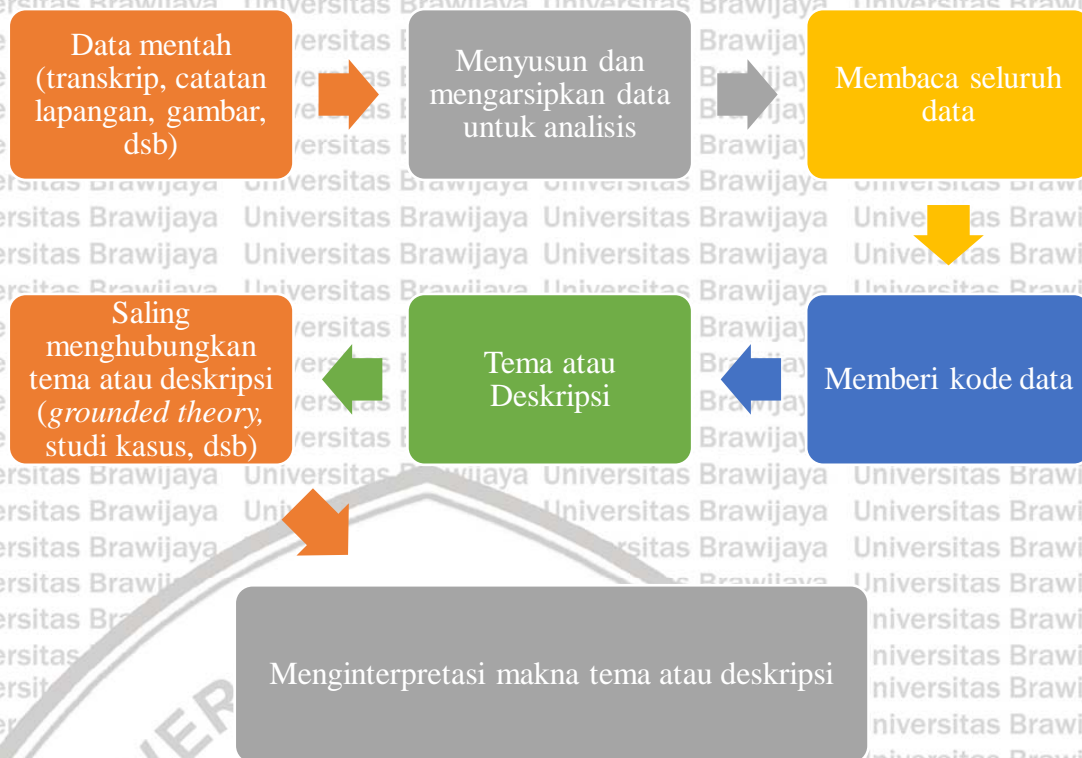 Data mentah
(transkrip, catatan
lapangan, gambar,
dsb)
Menyusun dan
mengarsipkan data
untuk analisis
Membaca seluruh
data
Memberi kode data
Tema atau
Deskripsi
Saling
menghubungkan
tema atau deskripsi
(grounded theory,
studi kasus, dsb)
Menginterpretasi makna tema atau deskripsi